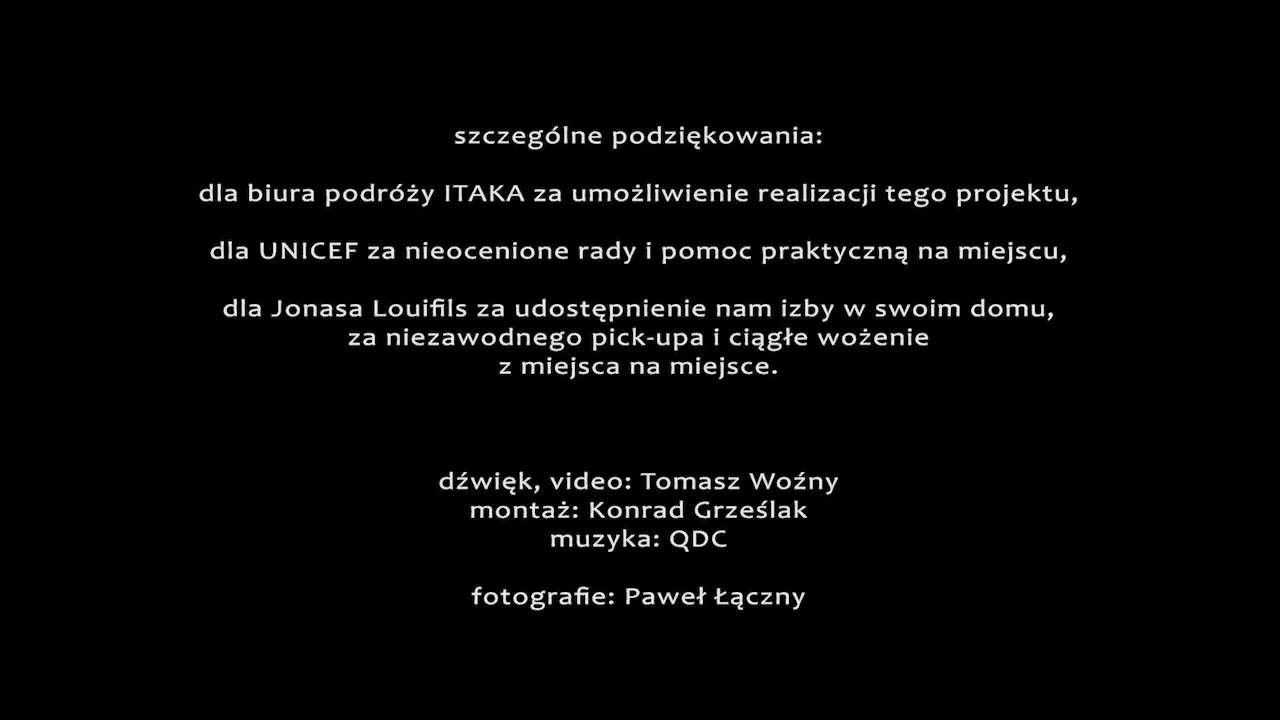 szczególne podziękowania:
dla biura podróży ITAKA za umożliwienie realizacji tego projektu,
dla UNICEF za nieocenione rady i pomoc praktyczną na miejscu,
dla Jonasa Louifils za udostępnienie nam izby w swoim domu,
za niezawodnego pick-upa i ciągłe wożenie
z miejsca na miejsce.
dźwięk, video: Tomasz Woźny
montaż: Konrad Grześlak
muzyka: QDC
fotografie: Paweł Łączny